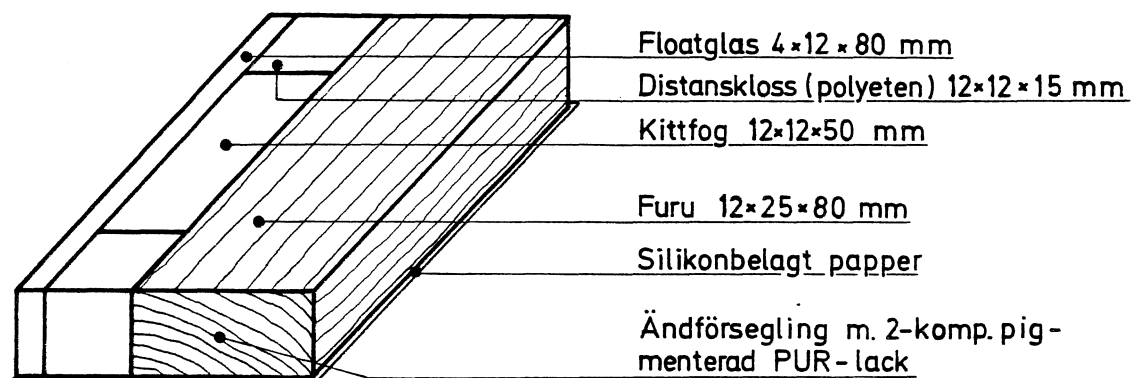 Floatglas 4×12×80 mm
Distanskloss (polyeten) 12×12×15 mm
Kittfog 12×12×50 mm
Furu 12×25×80 mm
Silikonbelagt papper
Ändförsegling m. 2-komp. pig-
menterad PUR-lack